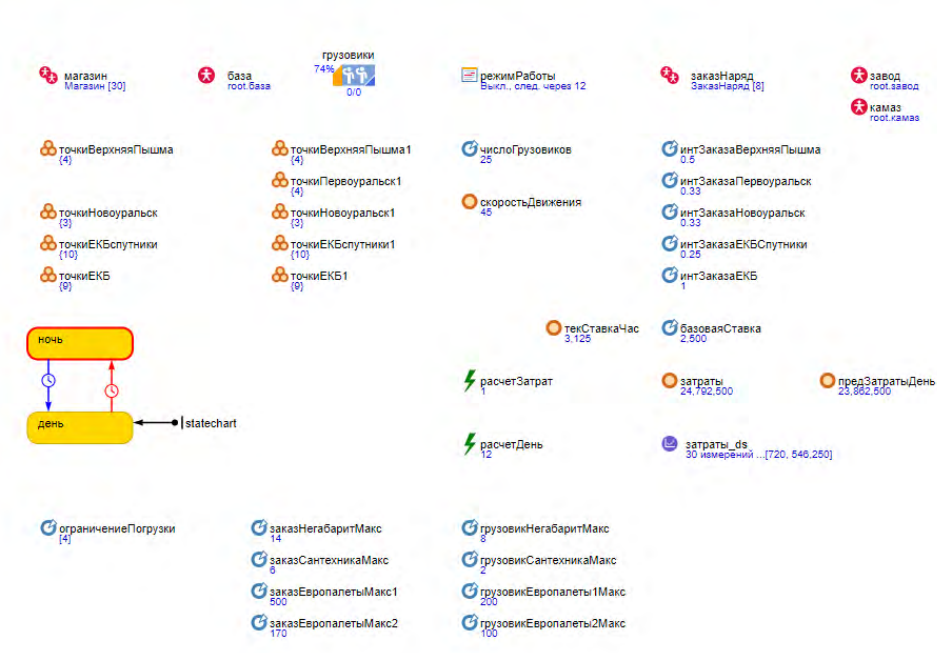 грузовики
74%
0/0
магазин
Магазин [30]
база
root.база
режимРаботы
Выкл., след. через 12
заказНаряд
ЗаказНаряд [8]
завод
root.завод
камаз
root.камаз
точкиВерхняяПышма
{4}
точкиВерхняяПышма1
{4}
числоГрузовиков
25
интЗаказаВерхняяПышма
0.5
точкиПервоуральск1
{4}
интЗаказаПервоуральск
0.33
скоростьДвижения
45
точкиНовоуральск
{3}
точкиНовоуральск1
{3}
интЗаказаНовоуральск
0.33
точкиЕКБспутники
{10}
точкиЕКБспутники1
{10}
интЗаказаЕКБСпутники
0.25
точкиЕКБ
{9}
точкиЕКБ1
{9}
интЗаказаЕКБ
1
ночь
текСтавкаЧас
3,125
базоваяСтавка
2,500
расчетЗатрат
1
затраты
24,792,500
предЗатратыДень
23,862,500
день
statechart
расчетДень
12
затраты_ds
30 измерений ...[720, 546,250]
ограничениеПогрузки
[4]
заказНегабаритМакс
14
грузовикНегабаритМакс
8
заказСантехникаМакс
6
грузовикСантехникаМакс
2
заказЕвропалетыМакс1
500
грузовикЕвропалеты1Макс
200
заказЕвропалетыМакс2
170
грузовикЕвропалеты2Макс
100